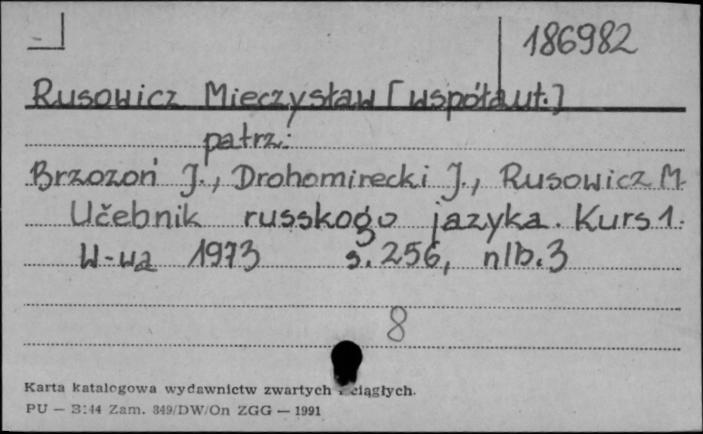 186982
Rusowicz Mieczysław [współaut.]
patrz:
Brzozoń J., Drohomirecki J., Rusowicz M.
Učebnik russkogo jazyka. Kurs 1.
W-wa 1973 s. 256, nlb. 3
8
Karta katalogowa wydawnictw zwartych i ciągłych.
PU — B:44 Zam. 349/DW/On ZGG — 1991